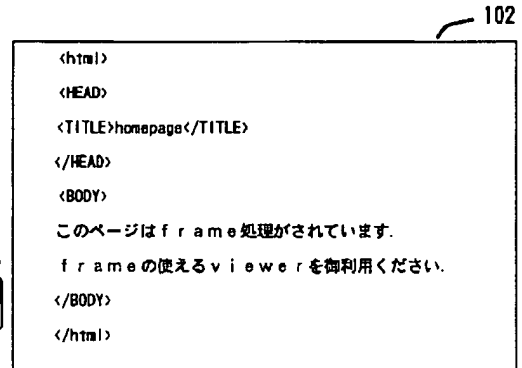 102
<html>
<HEAD>
<TITLE>homepage</TITLE>
</HEAD>
<BODY>
このページはｆｒａｍｅ処理がされています.
ｆｒａｍｅの使えるｖｉｅｗｅｒを御利用ください.
</BODY>
</html>